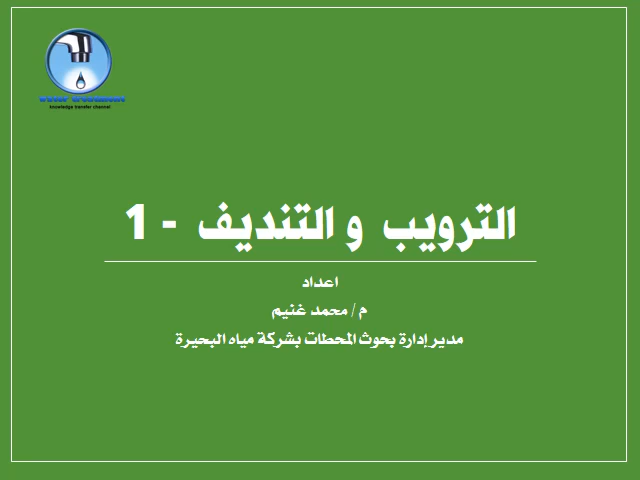 knowledge transfer channel
الترويب و التنديف - 1
اعداد
م / محمد غنيم
مدير إدارة بحوث المحطات بشركة مياه البحيرة